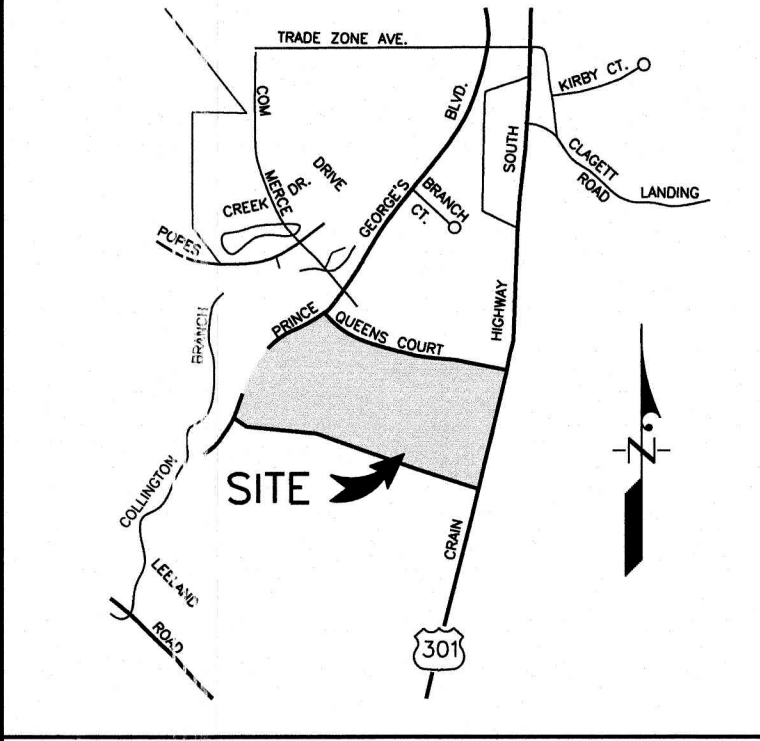 TRADE ZONE AVE.
KIRBY CT.
COM
MERCE
DRIVE
BLVD.
SOUTH
CLAGETT
ROAD
LANDING
CREEK DR.
GEORGE'S
BRANCH
CT.
POPES
HIGHWAY
PRINCE
QUEENS COURT
BRANCH
N
SITE
COLLINGTON
CRAIN
LEELAND
ROAD
301